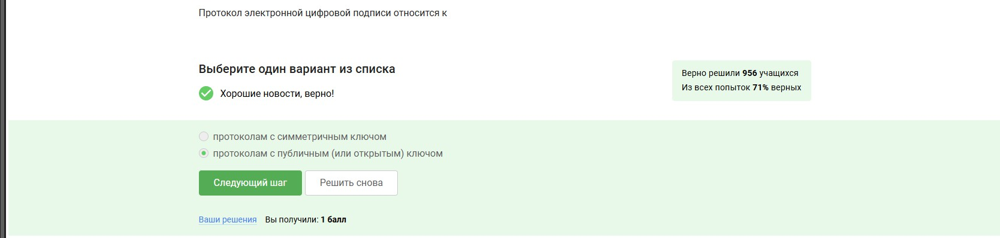 Протокол электронной цифровой подписи относится к
Выберите один вариант из списка
Хорошие новости, верно!
Верно решили 956 учащихся
Из всех попыток 71% верных
протоколам с симметричным ключом
протоколам с публичным (или открытым) ключом
Следующий шаг
Решить снова
Ваши решения Вы получили: 1 балл